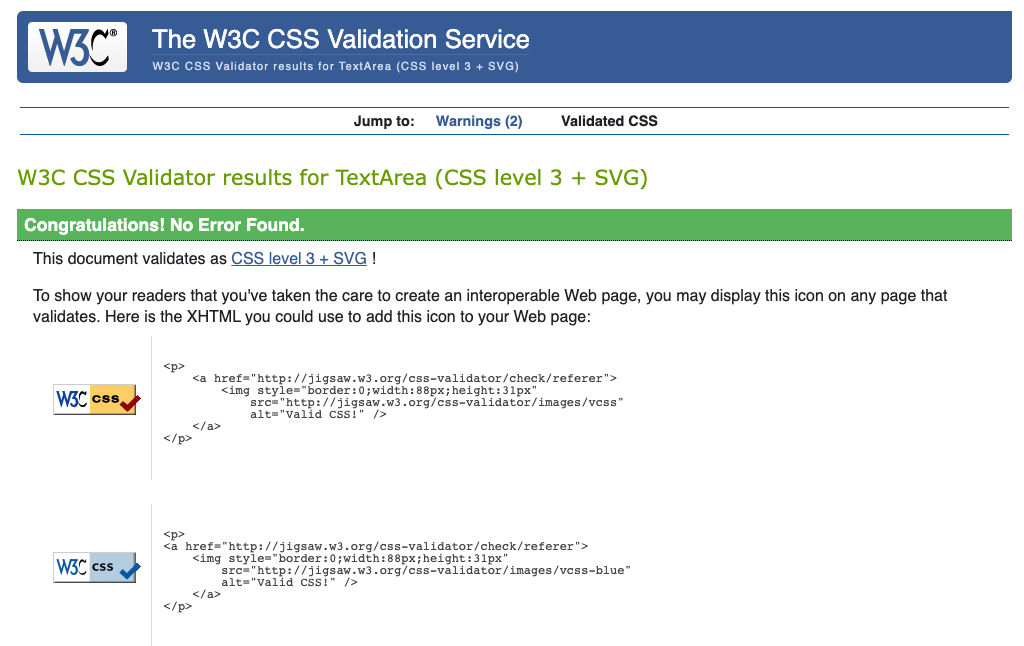 W3C®
The W3C CSS Validation Service
W3C CSS Validator results for TextArea (CSS level 3 + SVG)
Jump to: Warnings (2) Validated CSS
W3C CSS Validator results for TextArea (CSS level 3 + SVG)
Congratulations! No Error Found.
This document validates as CSS level 3 + SVG !
To show your readers that you've taken the care to create an interoperable Web page, you may display this icon on any page that
validates. Here is the XHTML you could use to add this icon to your Web page:
W3C css
<p>
    <a href="http://jigsaw.w3.org/css-validator/check/referer">
        <img style="border:0;width:88px;height:31px"
            src="http://jigsaw.w3.org/css-validator/images/vcss"
            alt="Valid CSS!" />
    </a>
</p>
W3C css
<p>
<a href="http://jigsaw.w3.org/css-validator/check/referer">
    <img style="border:0;width:88px;height:31px"
        src="http://jigsaw.w3.org/css-validator/images/vcss-blue"
        alt="Valid CSS!" />
    </a>
</p>